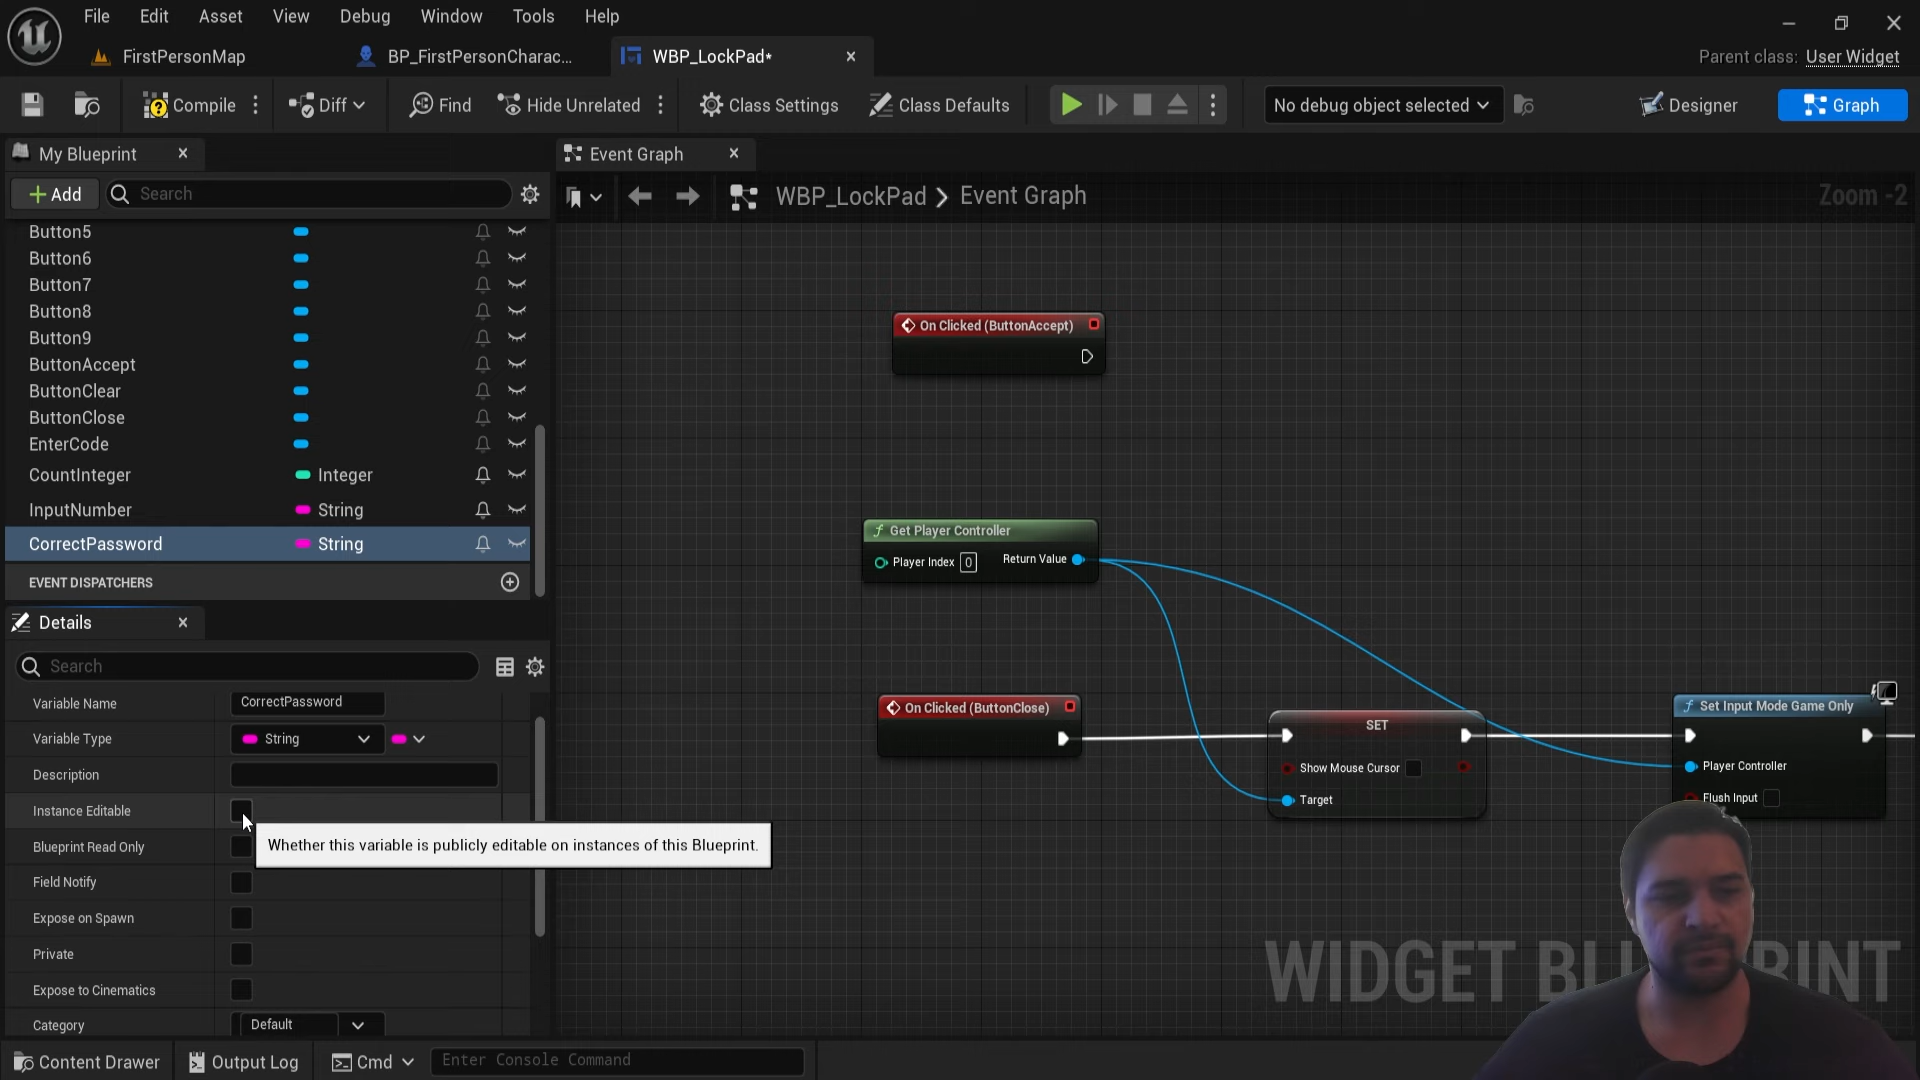 File Edit Asset View Debug Window Tools Help
FirstPersonMap
BP_FirstPersonCharac...
WBP_LockPad*
Parent class: User Widget
Compile
Diff
Find
Hide Unrelated
Class Settings
Class Defaults
No debug object selected
Designer
Graph
My Blueprint
Event Graph
Add
Search
WBP_LockPad > Event Graph
Zoom -2
Button5
Button6
Button7
Button8
Button9
ButtonAccept
ButtonClear
ButtonClose
EnterCode
CountInteger Integer
InputNumber String
CorrectPassword String
EVENT DISPATCHERS
Details
Search
Variable Name CorrectPassword
Variable Type String
Description
Instance Editable
Whether this variable is publicly editable on instances of this Blueprint.
Blueprint Read Only
Field Notify
Expose on Spawn
Private
Expose to Cinematics
Category Default
On Clicked (ButtonAccept)
Get Player Controller
Player Index 0 Return Value
On Clicked (ButtonClose)
SET
Show Mouse Cursor
Target
Set Input Mode Game Only
Player Controller
Flush Input
WIDGET
Content Drawer
Output Log
Cmd
Enter Console Command